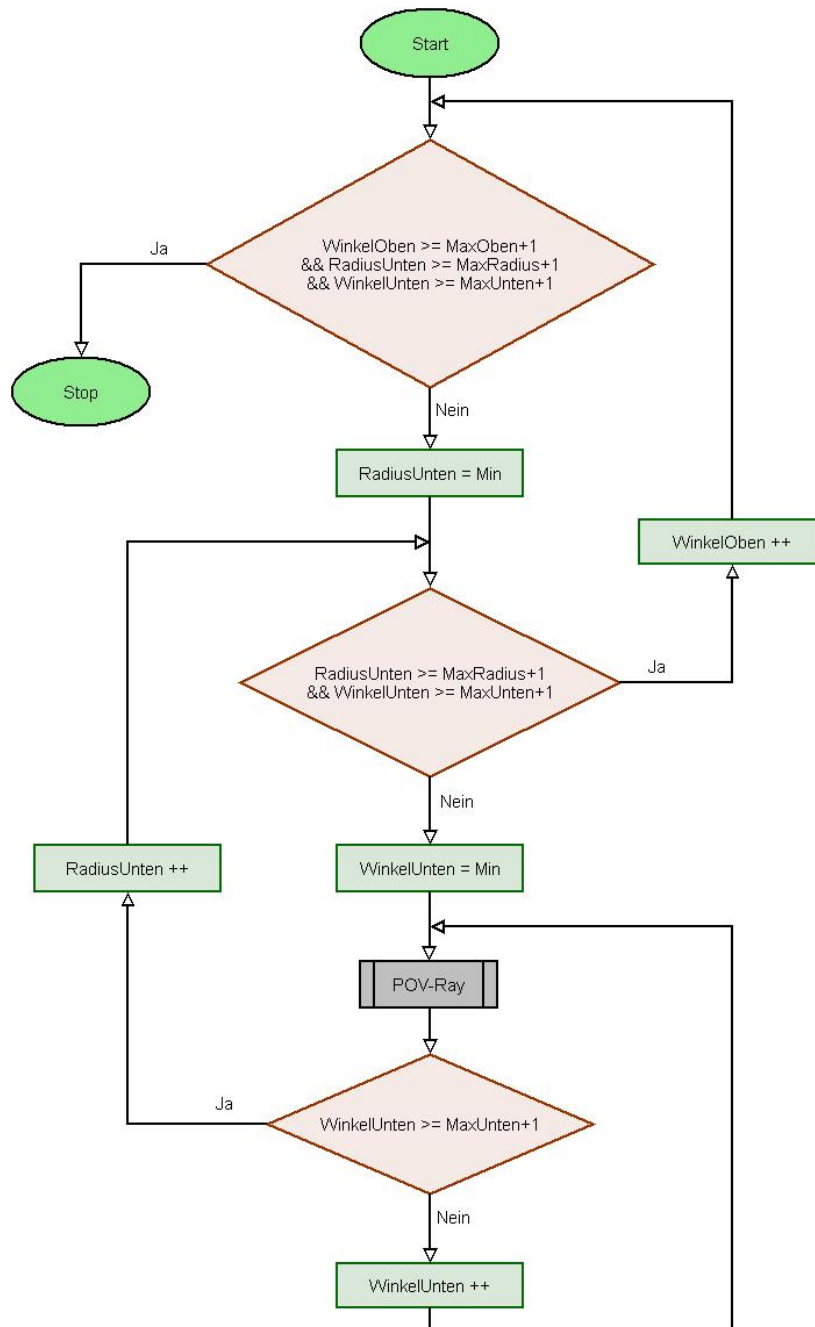 Start
WinkelOben >= MaxOben+1
&& RadiusUnten >= MaxRadius+1
&& WinkelUnten >= MaxUnten+1
Ja
Stop
Nein
RadiusUnten = Min
WinkelOben ++
RadiusUnten >= MaxRadius+1
&& WinkelUnten >= MaxUnten+1
Ja
Nein
RadiusUnten ++
WinkelUnten = Min
POV-Ray
Ja
WinkelUnten >= MaxUnten+1
Nein
WinkelUnten ++